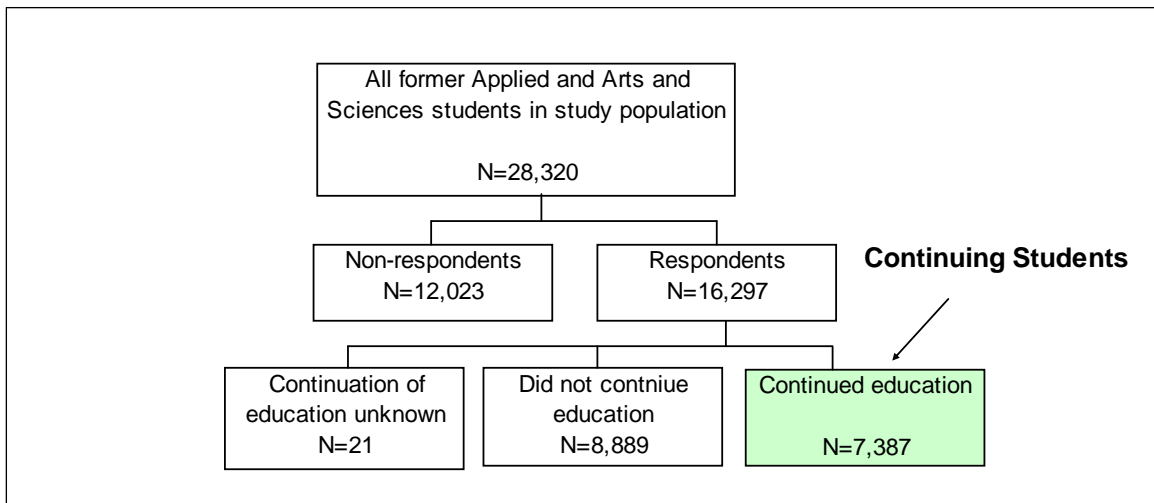 All former Applied and Arts and
Sciences students in study population
N=28,320
Non-respondents
N=12,023
Respondents
N=16,297
Continuing Students
Continuation of
education unknown
N=21
Did not contniue
education
N=8,889
Continued education
N=7,387